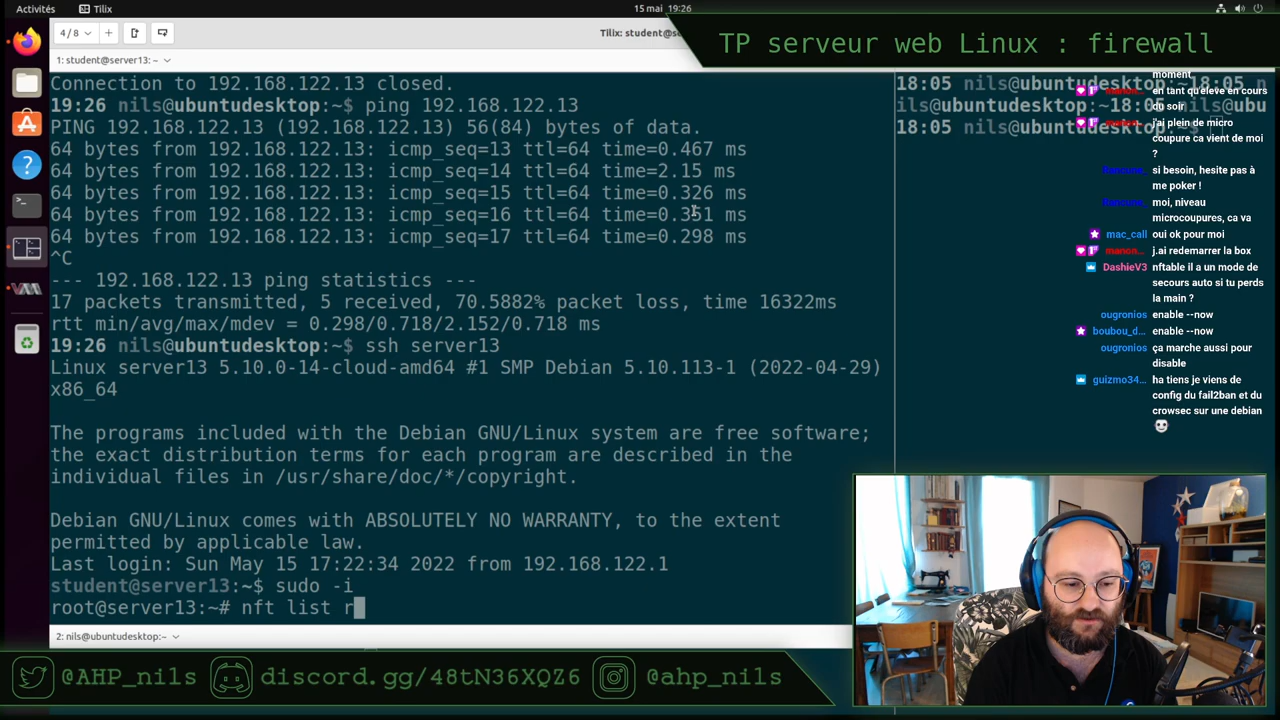 Activités
Tilix
15 mai 19:26
4/8
Tilix: student@se
TP serveur web Linux : firewall
1: student@server13: ~
Connection to 192.168.122.13 closed.
19:26 nils@ubuntudesktop:~$ ping 192.168.122.13
PING 192.168.122.13 (192.168.122.13) 56(84) bytes of data.
64 bytes from 192.168.122.13: icmp_seq=13 ttl=64 time=0.467 ms
64 bytes from 192.168.122.13: icmp_seq=14 ttl=64 time=2.15 ms
64 bytes from 192.168.122.13: icmp_seq=15 ttl=64 time=0.326 ms
64 bytes from 192.168.122.13: icmp_seq=16 ttl=64 time=0.351 ms
64 bytes from 192.168.122.13: icmp_seq=17 ttl=64 time=0.298 ms
^C
--- 192.168.122.13 ping statistics ---
17 packets transmitted, 5 received, 70.5882% packet loss, time 16322ms
rtt min/avg/max/mdev = 0.298/0.718/2.152/0.718 ms
19:26 nils@ubuntudesktop:~$ ssh server13
Linux server13 5.10.0-14-cloud-amd64 #1 SMP Debian 5.10.113-1 (2022-04-29)
x86_64
The programs included with the Debian GNU/Linux system are free software;
the exact distribution terms for each program are described in the
individual files in /usr/share/doc/*/copyright.
Debian GNU/Linux comes with ABSOLUTELY NO WARRANTY, to the extent
permitted by applicable law.
Last login: Sun May 15 17:22:34 2022 from 192.168.122.1
student@server13:~$ sudo -i
root@server13:~# nft list r
2: nils@ubuntudesktop:~
18:05 nils@ubuntudesktop:~18:05 n
ils@ubuntudesktop:~18:0 nils@ubu
18:05 nils@ubuntudesktop:~$
moment
en tant qu'élève en cours
du soir
j'ai plein de micro
coupure ca vient de moi
?
si besoin, hesite pas à
me poker !
moi, niveau
microcoupures, ca va
mac_call oui ok pour moi
manon... j.ai redemarrer la box
DashieV3 nftable il a un mode de
secours auto si tu perds
la main ?
ougronios enable --now
boubou_d... enable --now
ougronios ça marche aussi pour
disable
guizmo34... ha tiens je viens de
config du fail2ban et du
crowsec sur une debian
@AHP_nils
discord.gg/48tN36XQZ6
@ahp_nils